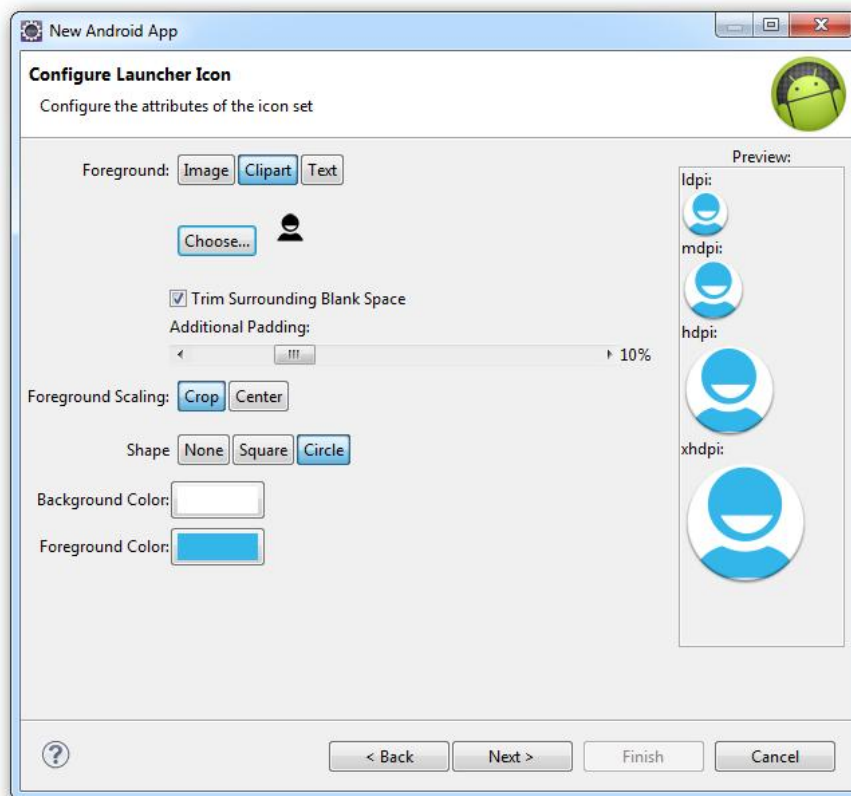 New Android App
Configure Launcher Icon
Configure the attributes of the icon set
Foreground: Image Clipart Text
Choose...
Trim Surrounding Blank Space
Additional Padding:
10%
Foreground Scaling: Crop Center
Shape None Square Circle
Background Color:
Foreground Color:
Preview:
ldpi:
mdpi:
hdpi:
xhdpi:
? < Back Next > Finish Cancel